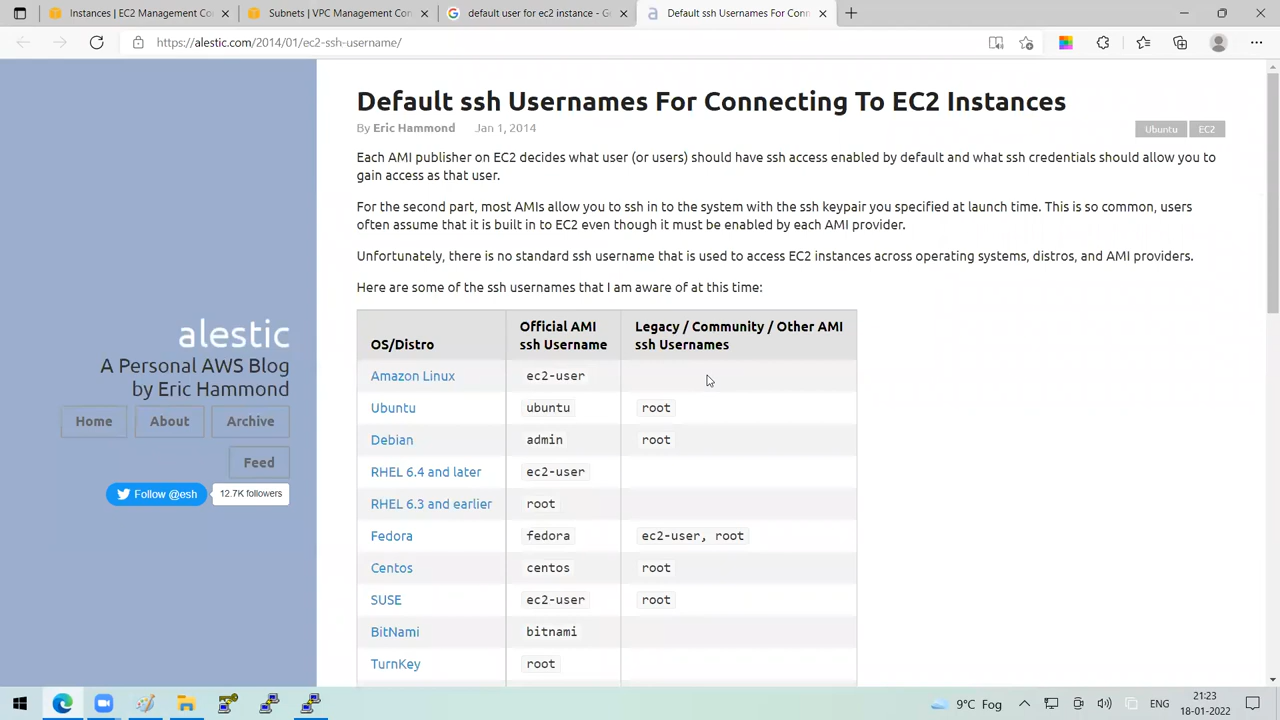 Instances | EC2 Management Co
Subnets | VPC Management Con
default user for ec2 instance - G
Default ssh Usernames For Conn
https://alestic.com/2014/01/ec2-ssh-username/
alestic
A Personal AWS Blog
by Eric Hammond
Home
About
Archive
Feed
Follow @esh
12.7K followers
Default ssh Usernames For Connecting To EC2 Instances
By Eric Hammond Jan 1, 2014
Ubuntu EC2
Each AMI publisher on EC2 decides what user (or users) should have ssh access enabled by default and what ssh credentials should allow you to
gain access as that user.
For the second part, most AMIs allow you to ssh in to the system with the ssh keypair you specified at launch time. This is so common, users
often assume that it is built in to EC2 even though it must be enabled by each AMI provider.
Unfortunately, there is no standard ssh username that is used to access EC2 instances across operating systems, distros, and AMI providers.
Here are some of the ssh usernames that I am aware of at this time:
OS/Distro
Official AMI
ssh Username
Legacy / Community / Other AMI
ssh Usernames
Amazon Linux ec2-user
Ubuntu ubuntu root
Debian admin root
RHEL 6.4 and later ec2-user
RHEL 6.3 and earlier root
Fedora fedora ec2-user, root
Centos centos root
SUSE ec2-user root
BitNami bitnami
TurnKey root
9°C Fog
ENG
21:23
18-01-2022